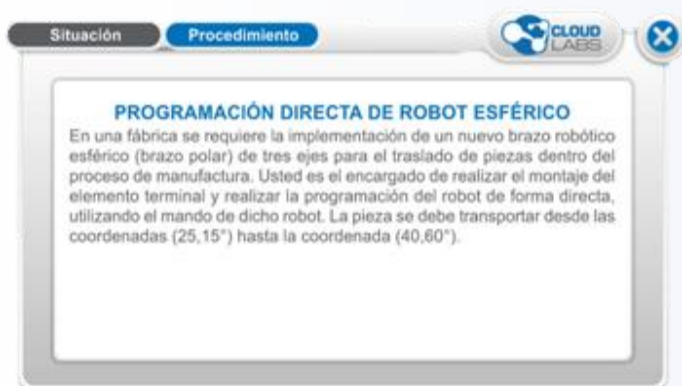 Situación
Procedimiento
CLOUD
LABS
PROGRAMACIÓN DIRECTA DE ROBOT ESFÉRICO
En una fábrica se requiere la implementación de un nuevo brazo robótico
esférico (brazo polar) de tres ejes para el traslado de piezas dentro del
proceso de manufactura. Usted es el encargado de realizar el montaje del
elemento terminal y realizar la programación del robot de forma directa,
utilizando el mando de dicho robot. La pieza se debe transportar desde las
coordenadas (25,15°) hasta la coordenada (40,60°).